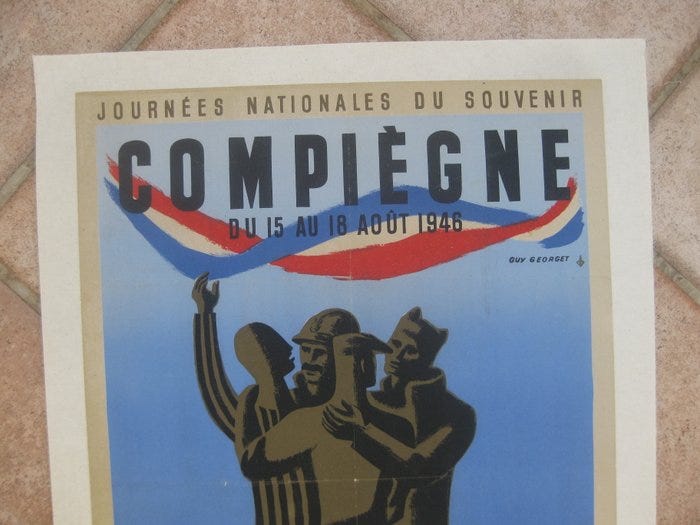 JOURNÉES NATIONALES DU SOUVENIR
COMPIÈGNE
DU 15 AU 18 AOÛT 1946
GUY GEORGET